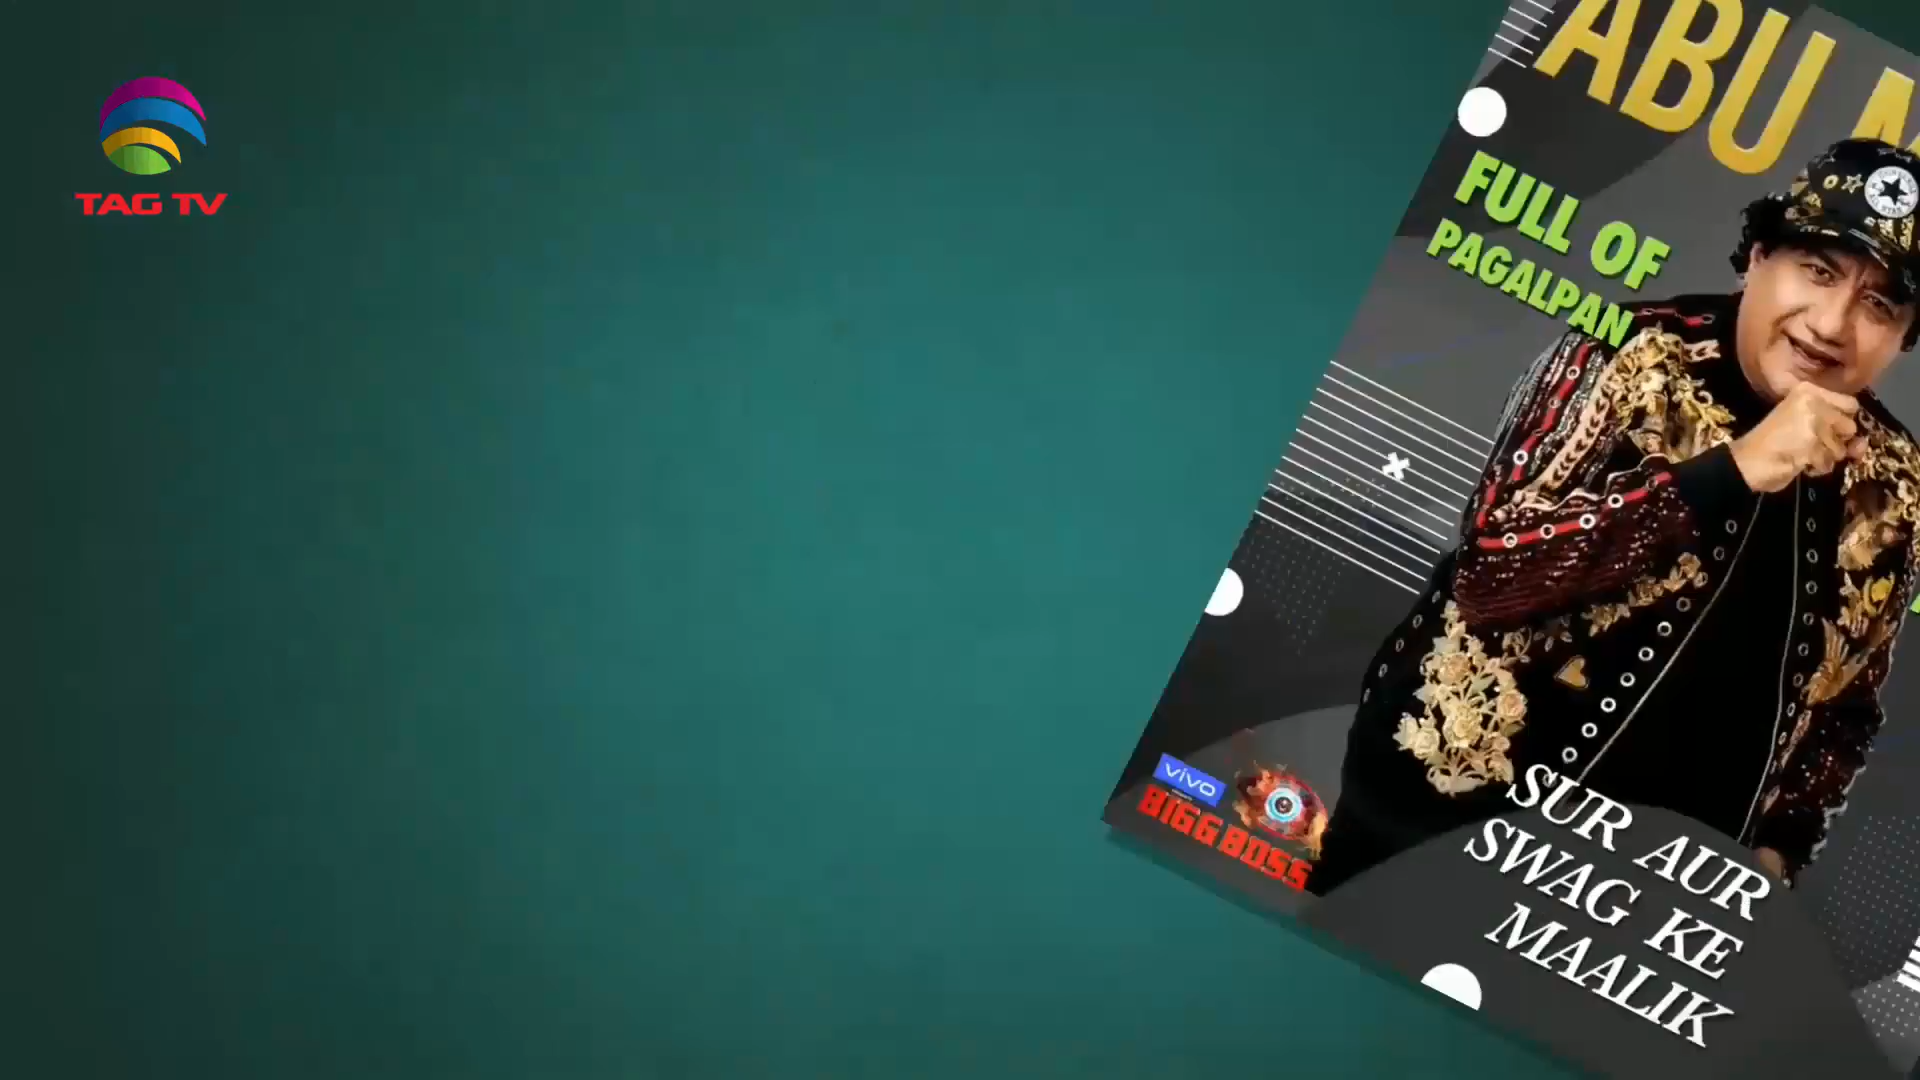 TAG TV
ABU
FULL OF
PAGALPAN
vivo
BIGG BOSS
SUR AUR
SWAG KE
MAALIK